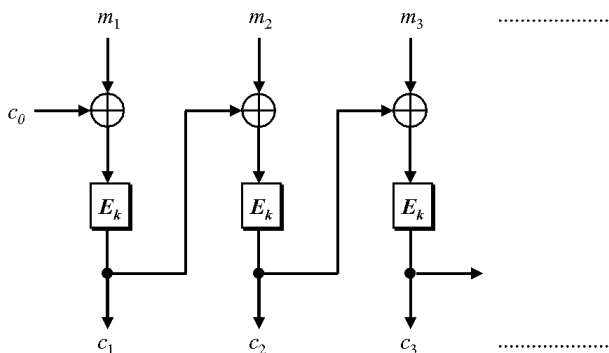 m₁ m₂ m₃ ....................
c₀
Eₖ Eₖ Eₖ
c₁ c₂ c₃ ....................